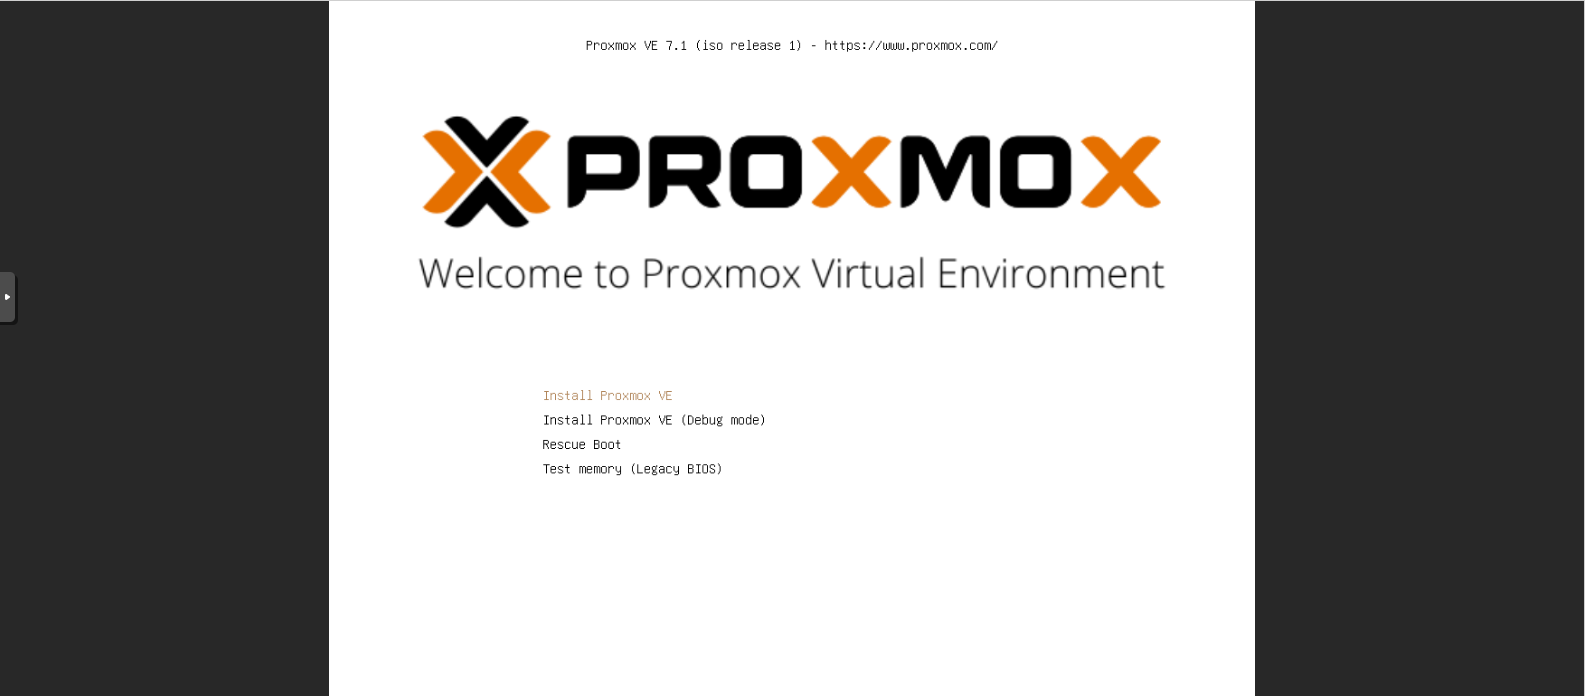 Proxmox VE 7.1 (iso release 1) - https://www.proxmox.com/
PROXMOX
Welcome to Proxmox Virtual Environment
Install Proxmox VE
Install Proxmox VE (Debug mode)
Rescue Boot
Test memory (Legacy BIOS)